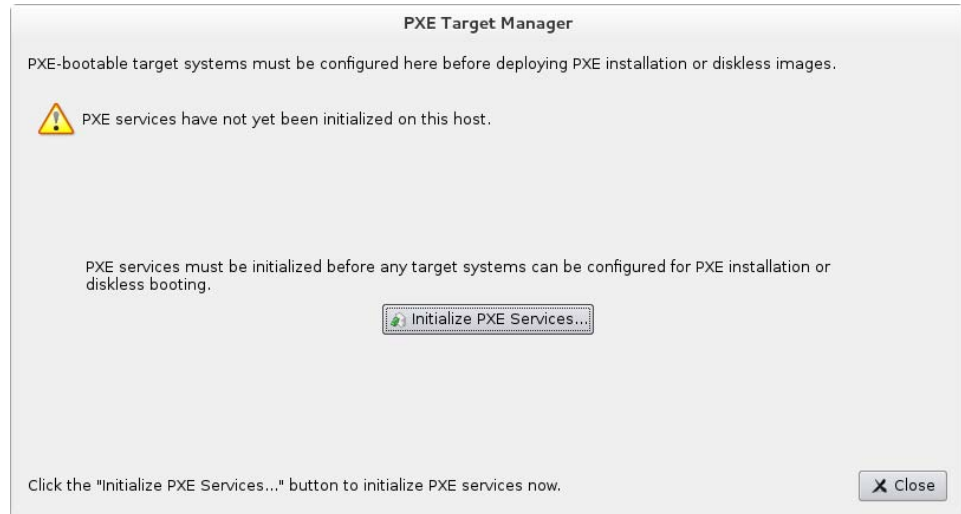 PXE Target Manager
PXE-bootable target systems must be configured here before deploying PXE installation or diskless images.
PXE services have not yet been initialized on this host.
PXE services must be initialized before any target systems can be configured for PXE installation or
diskless booting.
Initialize PXE Services...
Click the "Initialize PXE Services..." button to initialize PXE services now.
Close